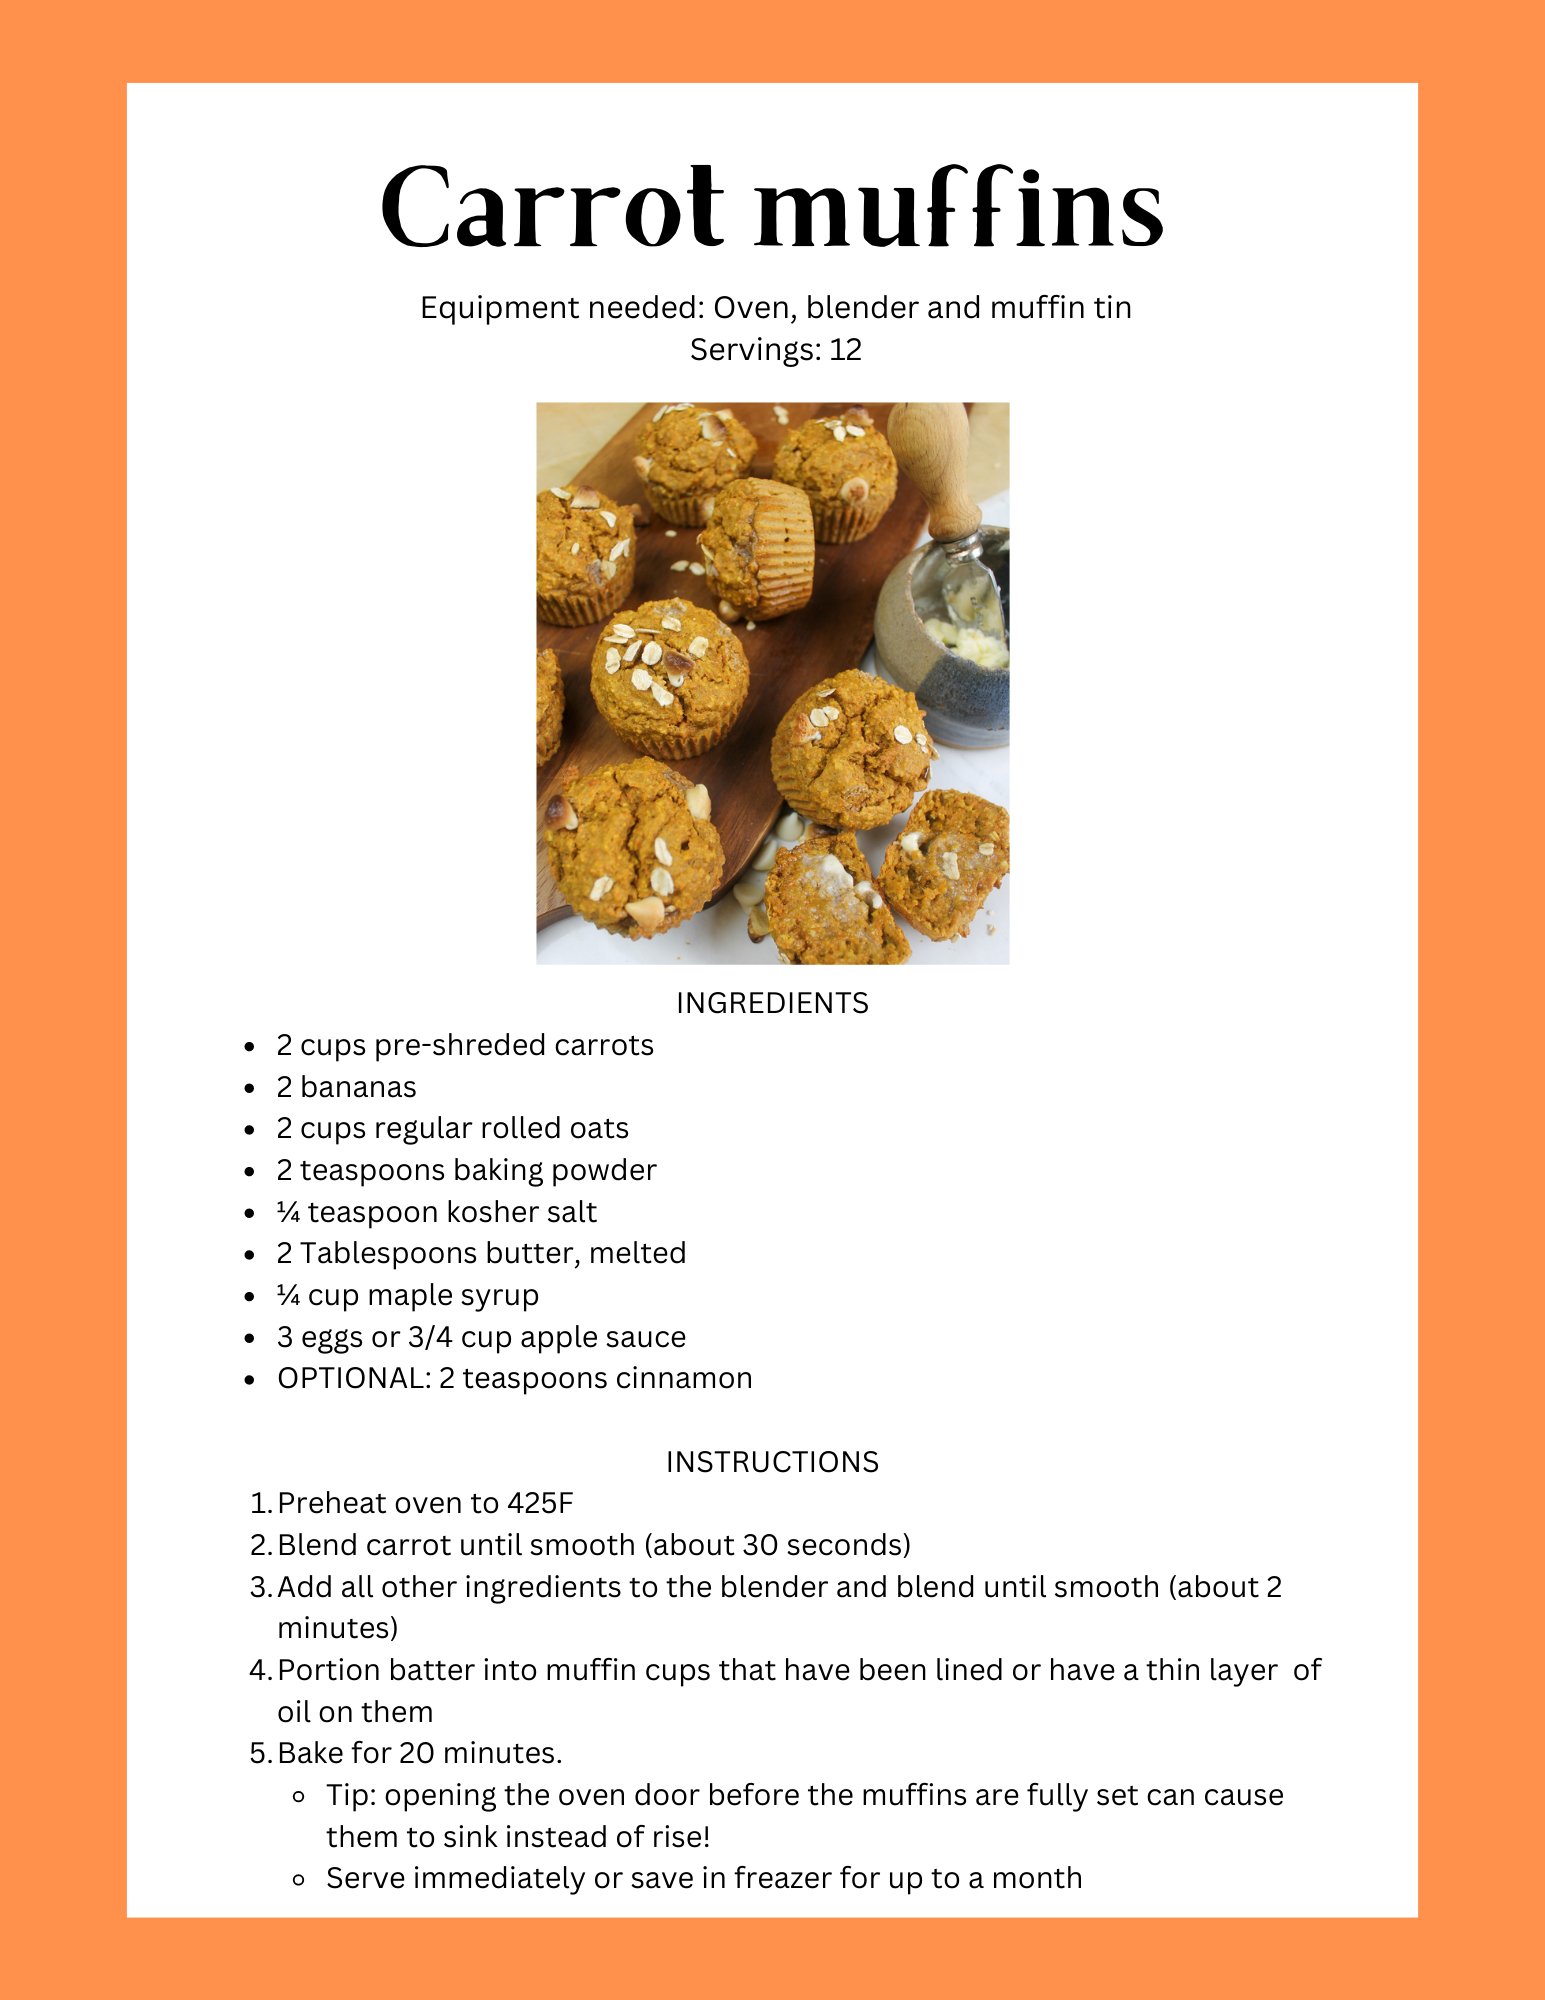 Carrot muffins
Equipment needed: Oven, blender and muffin tin
Servings: 12
INGREDIENTS
• 2 cups pre-shreded carrots
• 2 bananas
• 2 cups regular rolled oats
• 2 teaspoons baking powder
• ¼ teaspoon kosher salt
• 2 Tablespoons butter, melted
• ¼ cup maple syrup
• 3 eggs or 3/4 cup apple sauce
• OPTIONAL: 2 teaspoons cinnamon
INSTRUCTIONS
1. Preheat oven to 425F
2. Blend carrot until smooth (about 30 seconds)
3. Add all other ingredients to the blender and blend until smooth (about 2
minutes)
4. Portion batter into muffin cups that have been lined or have a thin layer  of
oil on them
5. Bake for 20 minutes.
◦ Tip: opening the oven door before the muffins are fully set can cause
them to sink instead of rise!
◦ Serve immediately or save in freazer for up to a month